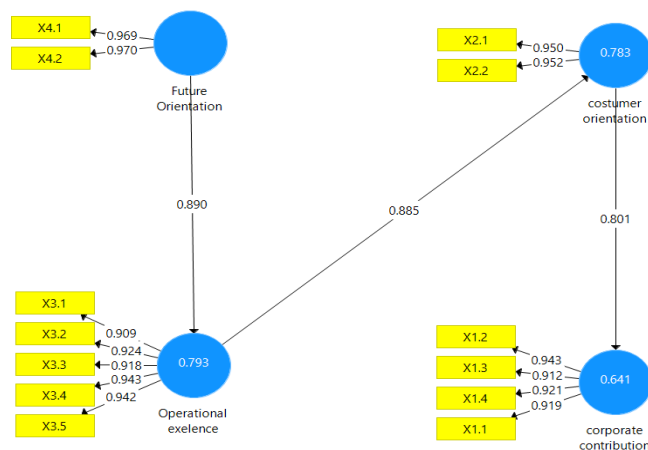 X4.1
0.969
X4.2
0.970
Future
Orientation
X2.1
0.950
X2.2
0.952
0.783
costumer
orientation
0.890
0.885
0.801
X3.1
0.909
X3.2
0.924
X3.3
0.918
X3.4
0.943
X3.5
0.942
0.793
Operational
exelence
X1.2
0.943
X1.3
0.912
X1.4
0.921
X1.1
0.919
0.641
corporate
contribution